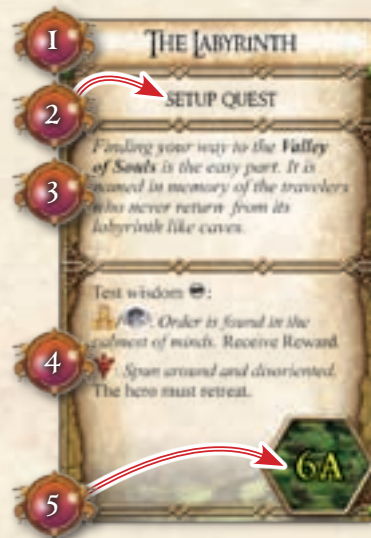 1
THE LABYRINTH
2
SETUP QUEST
3
Finding your way to the Valley
of Souls is the easy part. It is
named in memory of the travelers
who never return from its
labyrinth like caves.
Test wisdom :
/ : Order is found in the
calmest of minds. Receive Reward.
4
: Spun around and disoriented.
The hero must retreat.
6A
5